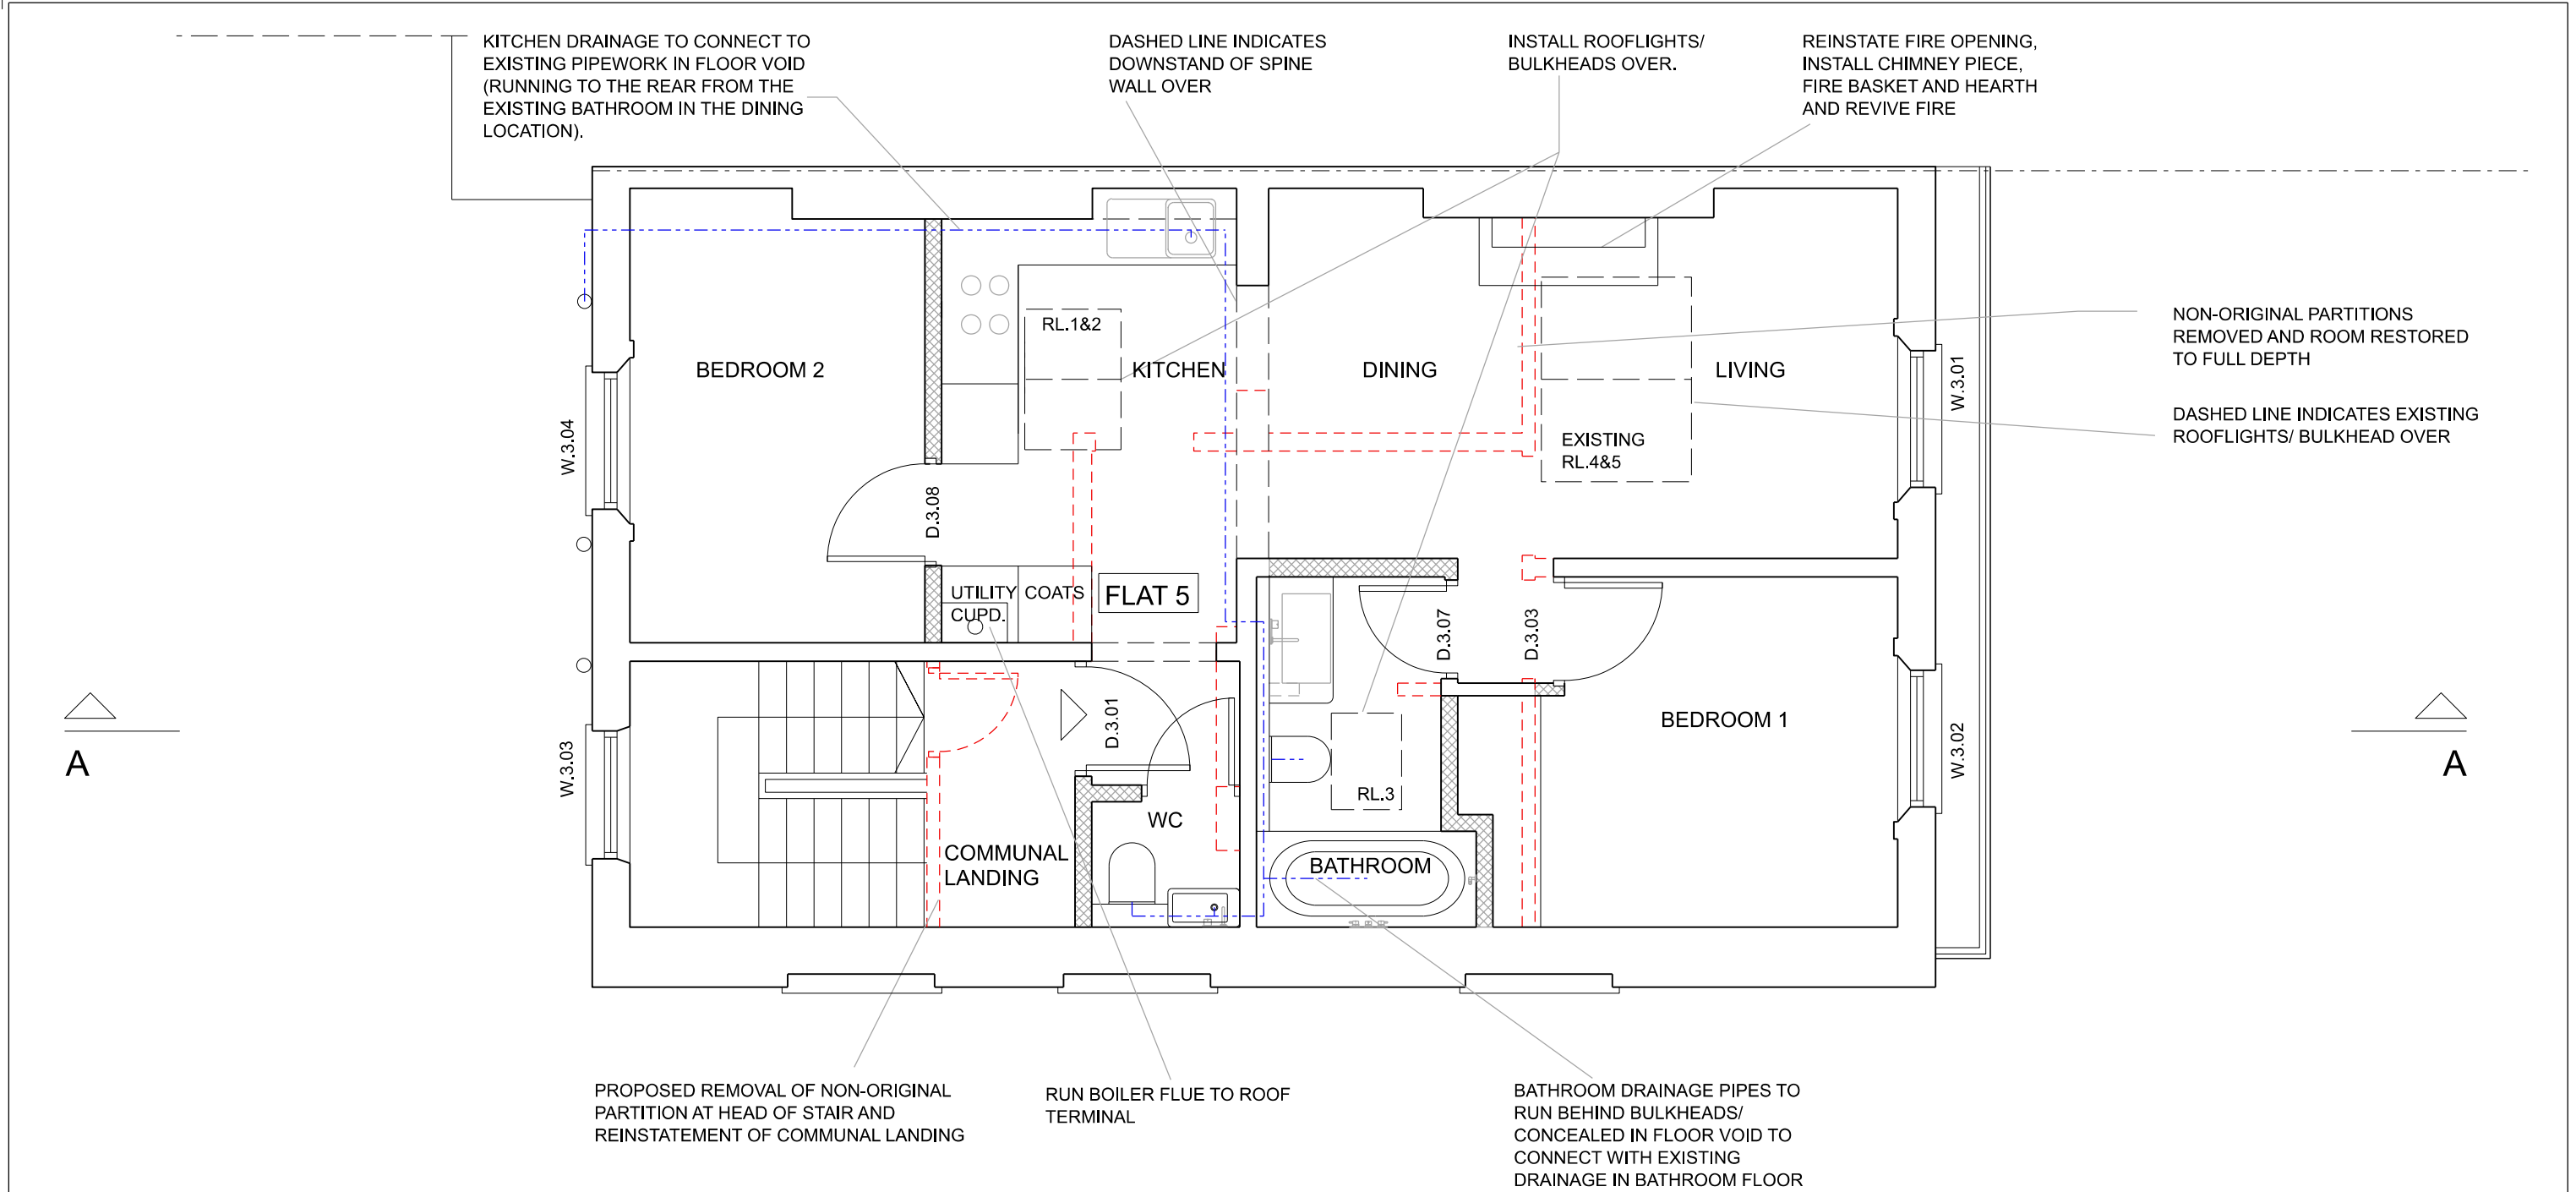 KITCHEN DRAINAGE TO CONNECT TO
EXISTING PIPEWORK IN FLOOR VOID
(RUNNING TO THE REAR FROM THE
EXISTING BATHROOM IN THE DINING
LOCATION).
DASHED LINE INDICATES
DOWNSTAND OF SPINE
WALL OVER
INSTALL ROOFLIGHTS/
BULKHEADS OVER.
REINSTATE FIRE OPENING,
INSTALL CHIMNEY PIECE,
FIRE BASKET AND HEARTH
AND REVIVE FIRE
NON-ORIGINAL PARTITIONS
REMOVED AND ROOM RESTORED
TO FULL DEPTH
DASHED LINE INDICATES EXISTING
ROOFLIGHTS/ BULKHEAD OVER
RL.1&2
BEDROOM 2
KITCHEN
DINING
LIVING
W.3.01
W.3.04
EXISTING
RL.4&5
D.3.08
UTILITY
CUPD.
COATS
FLAT 5
D.3.07
D.3.03
D.3.01
BEDROOM 1
W.3.02
W.3.03
A
A
RL.3
WC
COMMUNAL
LANDING
BATHROOM
PROPOSED REMOVAL OF NON-ORIGINAL
PARTITION AT HEAD OF STAIR AND
REINSTATEMENT OF COMMUNAL LANDING
RUN BOILER FLUE TO ROOF
TERMINAL
BATHROOM DRAINAGE PIPES TO
RUN BEHIND BULKHEADS/
CONCEALED IN FLOOR VOID TO
CONNECT WITH EXISTING
DRAINAGE IN BATHROOM FLOOR